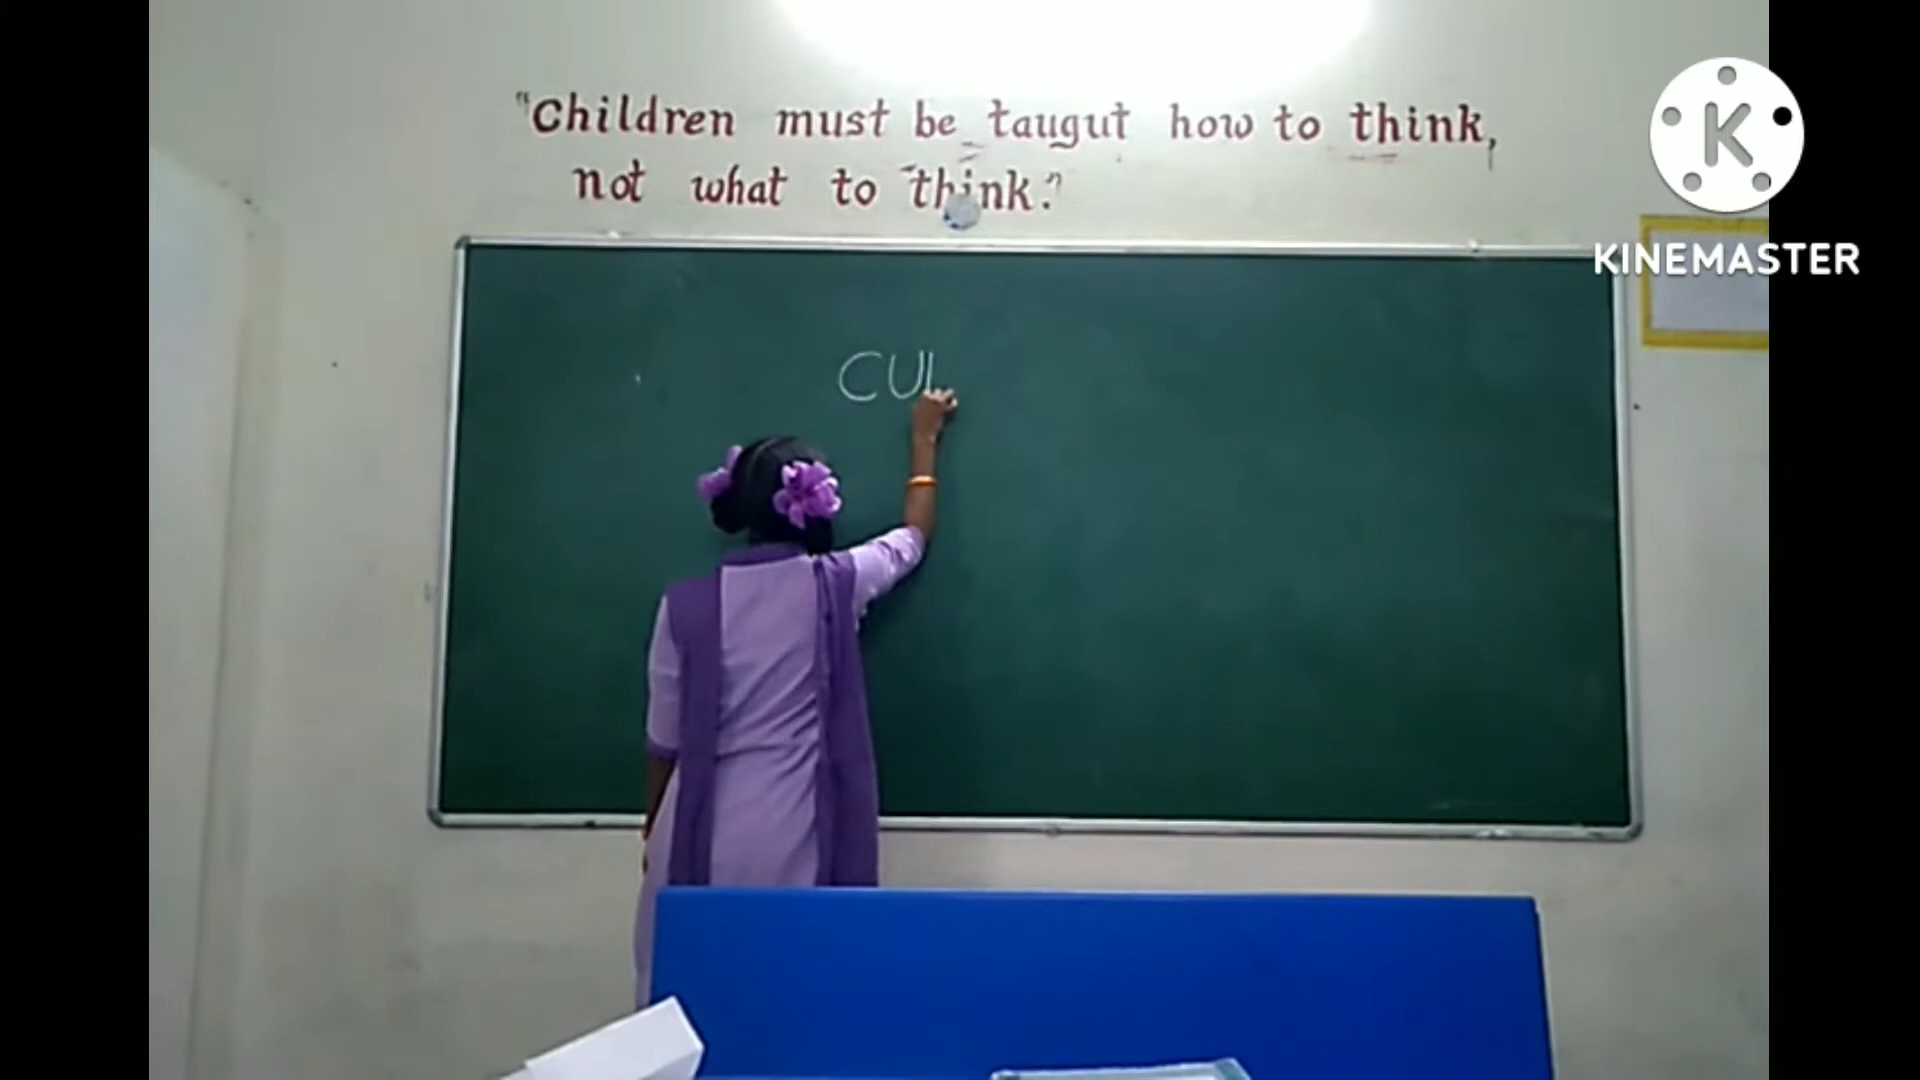 "Children must be taugut how to think,
not what to think."
CUL
K
KINEMASTER